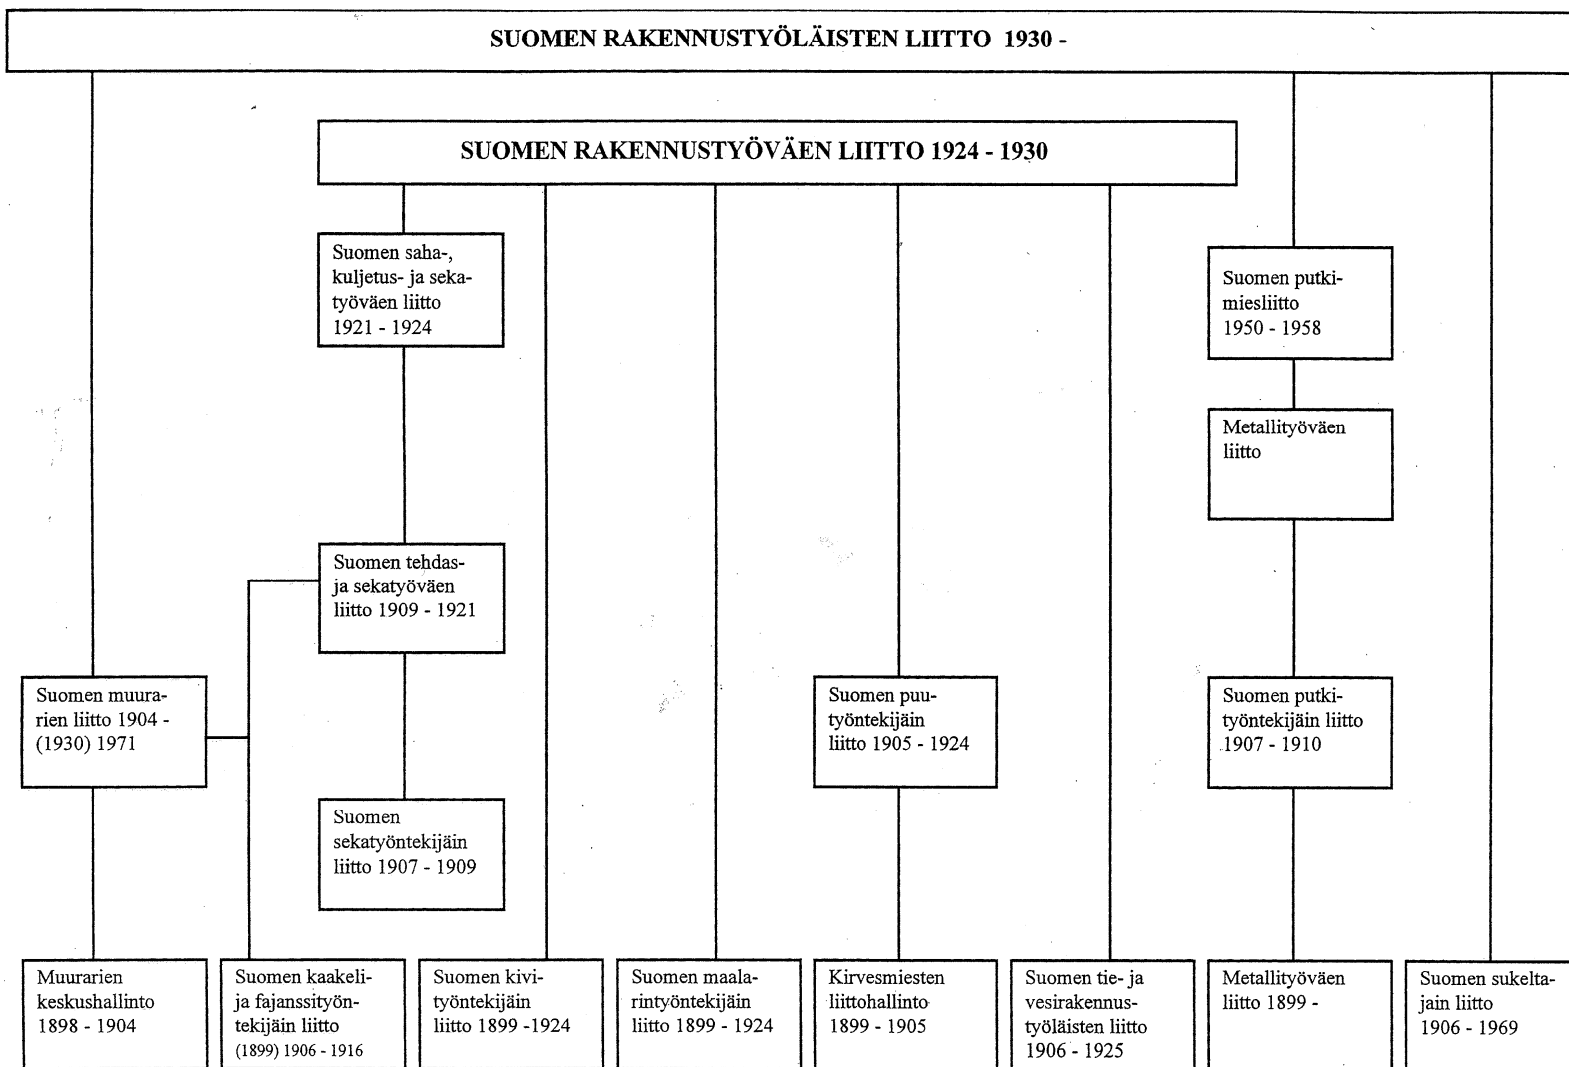 SUOMEN RAKENNUSTYÖLÄISTEN LIITTO 1930 -
SUOMEN RAKENNUSTYÖVÄEN LIITTO 1924 - 1930
Suomen saha-,
kuljetus- ja seka-
työväen liitto
1921 - 1924
Suomen putki-
miesliitto
1950 - 1958
Metallityöväen
liitto
Suomen tehdas-
ja sekatyöväen
liitto 1909 - 1921
Suomen muura-
rien liitto 1904 -
(1930) 1971
Suomen puu-
työntekijäin
liitto 1905 - 1924
Suomen putki-
työntekijäin liitto
1907 - 1910
Suomen
sekatyöntekijäin
liitto 1907 - 1909
Muurarien
keskushallinto
1898 - 1904
Suomen kaakeli-
ja fajanssityön-
tekijäin liitto
(1899) 1906 - 1916
Suomen kivi-
työntekijäin
liitto 1899 -1924
Suomen maala-
rintyöntekijäin
liitto 1899 - 1924
Kirvesmiesten
liittohallinto
1899 - 1905
Suomen tie- ja
vesirakennus-
työläisten liitto
1906 - 1925
Metallityöväen
liitto 1899 -
Suomen sukelta-
jain liitto
1906 - 1969